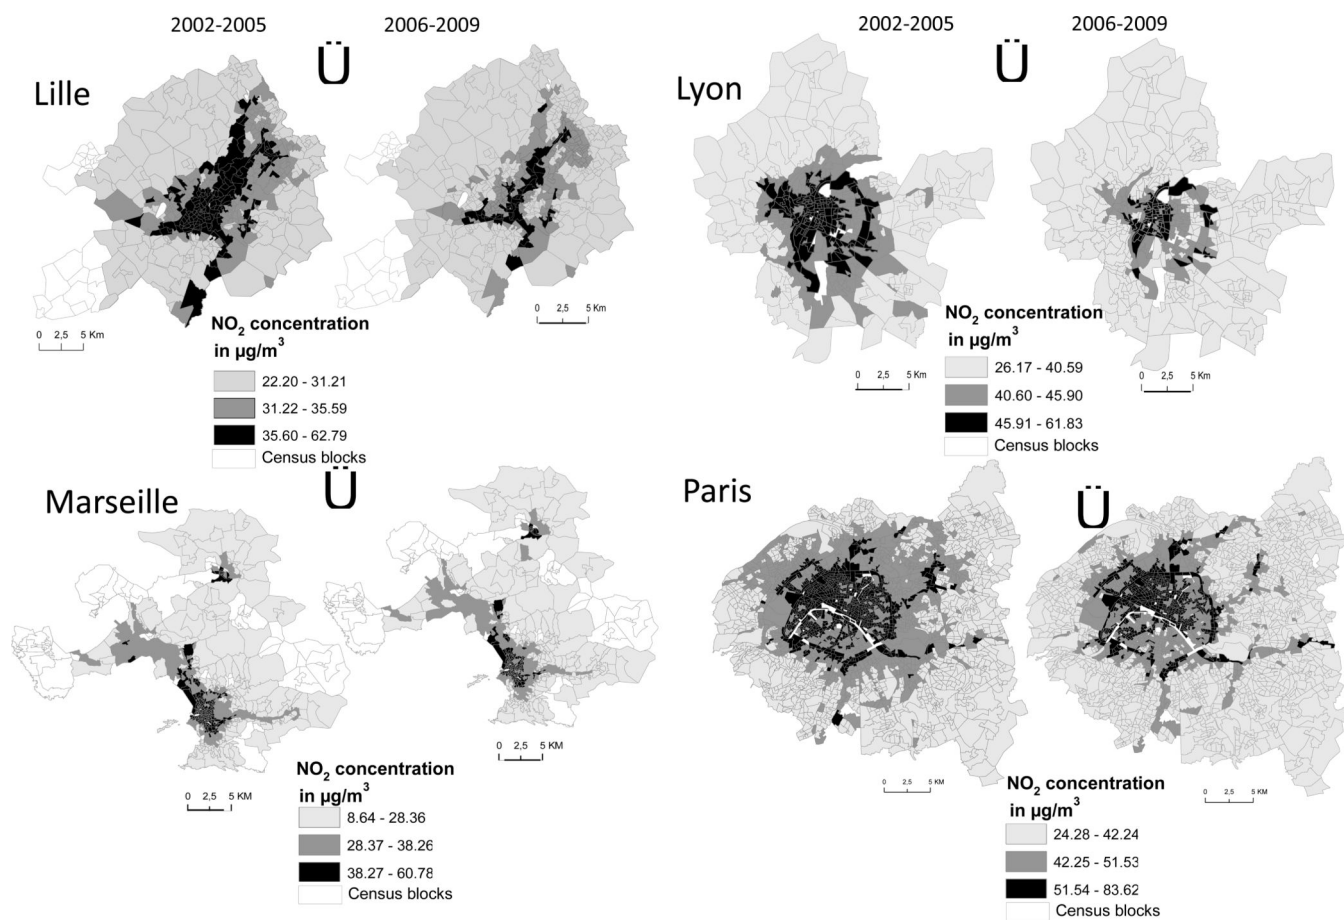 2002-2005 Ü 2006-2009
Lille
0 2,5 5 Km
0 2,5 5 Km
NO₂ concentration
in µg/m³
22.20 - 31.21
31.22 - 35.59
35.60 - 62.79
Census blocks
2002-2005 Ü 2006-2009
Lyon
0 2,5 5 Km
0 2,5 5 Km
NO₂ concentration
in µg/m³
26.17 - 40.59
40.60 - 45.90
45.91 - 61.83
Census blocks
Marseille Ü
0 2,5 5 KM
0 2,5 5 KM
NO₂ concentration
in µg/m³
8.64 - 28.36
28.37 - 38.26
38.27 - 60.78
Census blocks
Paris Ü
0 2,5 5 KM
0 2,5 5 KM
NO₂ concentration
in µg/m³
24.28 - 42.24
42.25 - 51.53
51.54 - 83.62
Census blocks